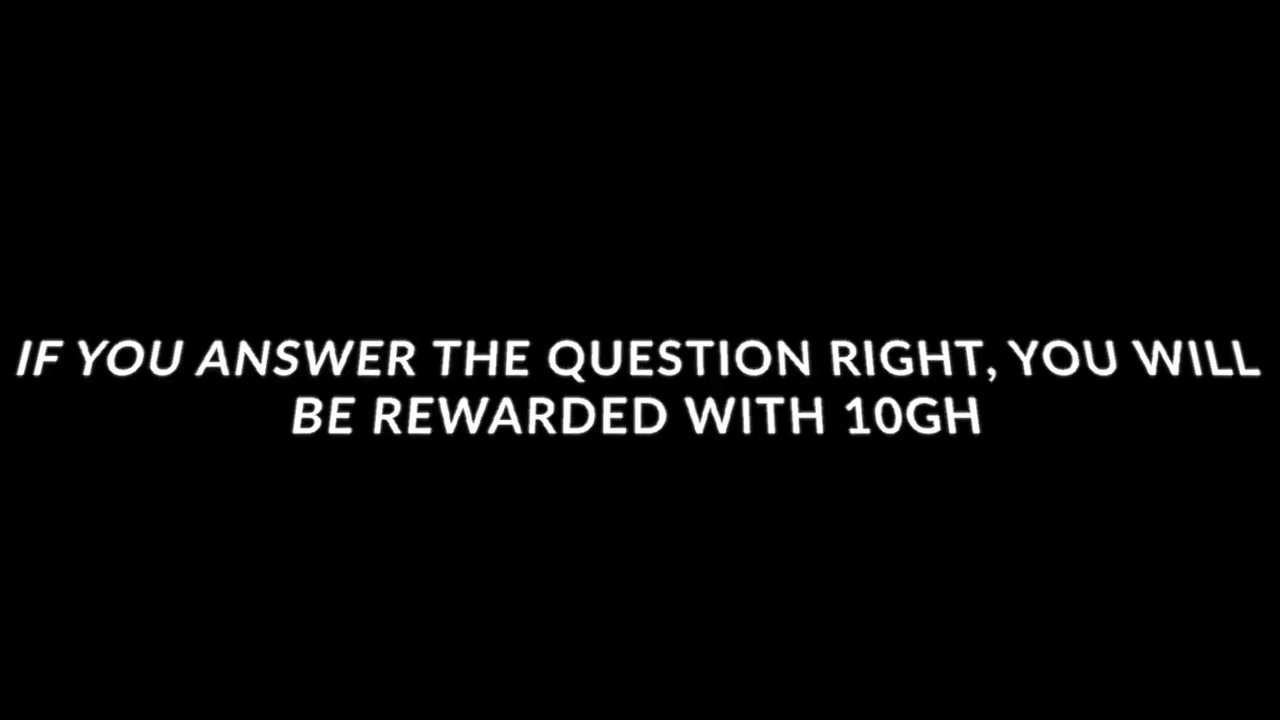 IF YOU ANSWER THE QUESTION RIGHT, YOU WILL
BE REWARDED WITH 10GH